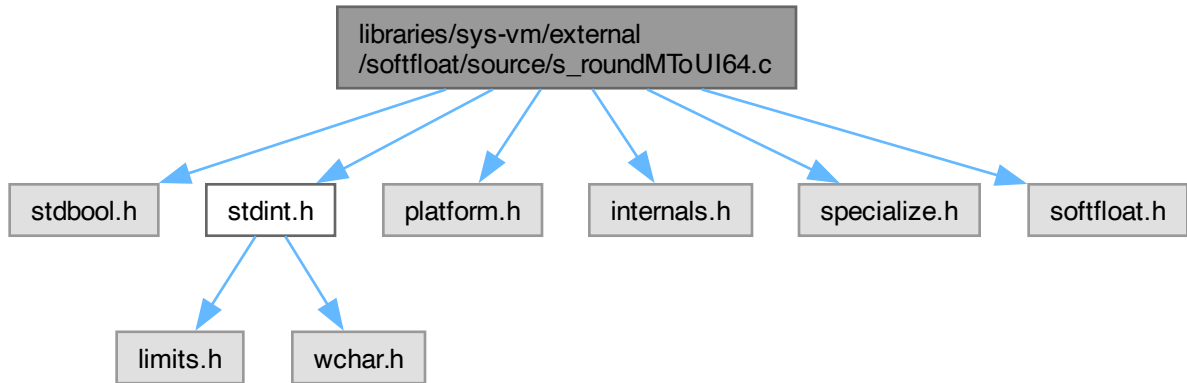 libraries/sys-vm/external
/softfloat/source/s_roundMToUI64.c
stdbool.h
stdint.h
platform.h
internals.h
specialize.h
softfloat.h
limits.h
wchar.h